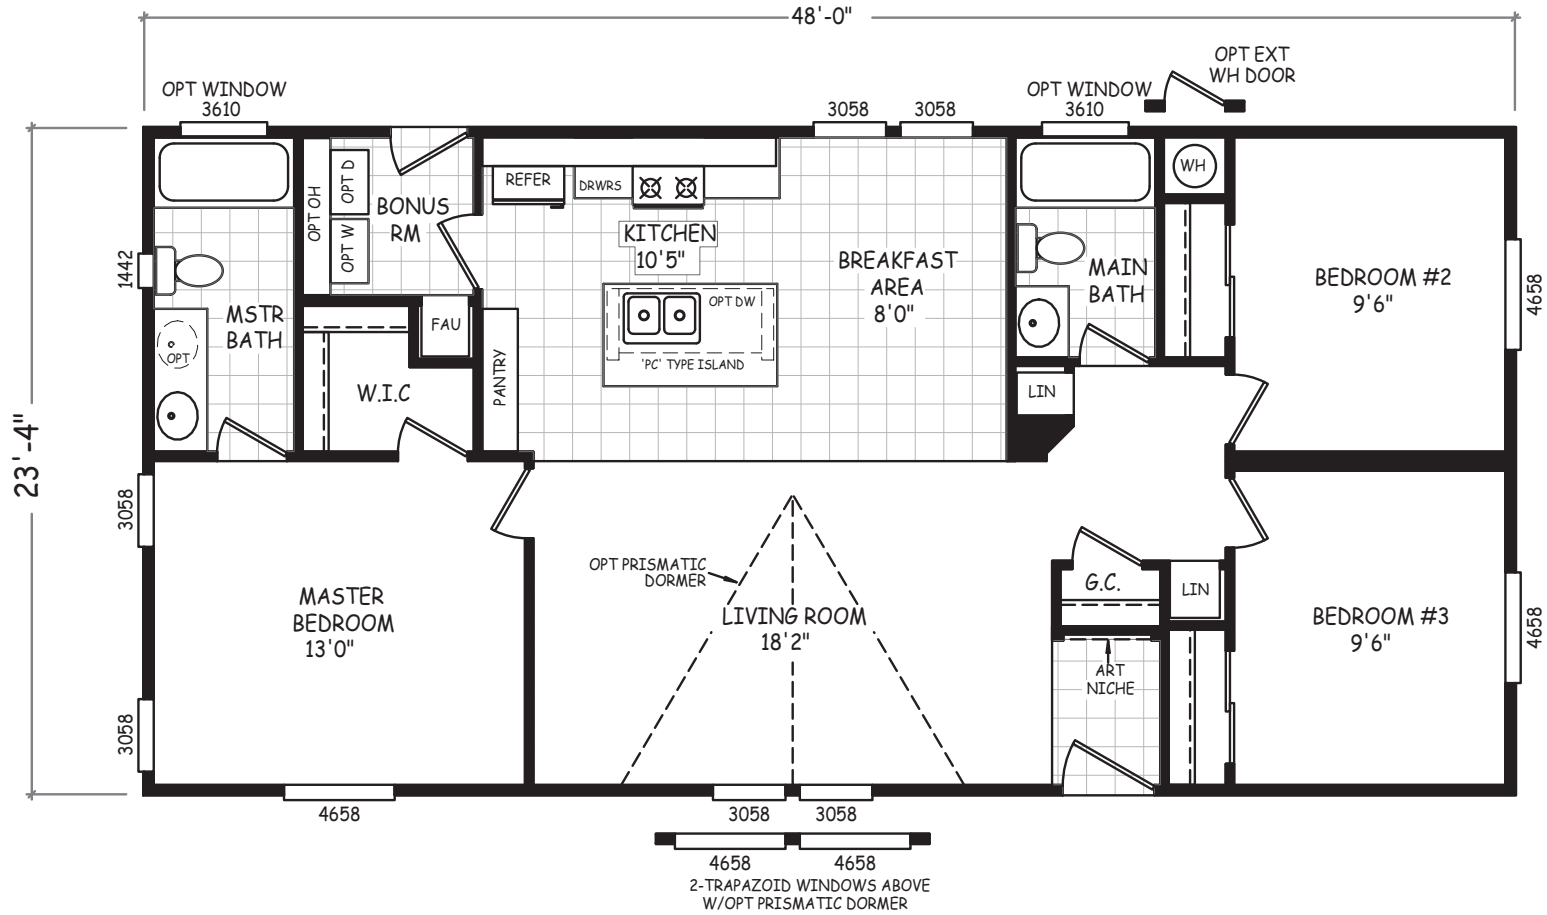 48'-0"
OPT EXT
WH DOOR
OPT WINDOW
3610
3058
3058
OPT WINDOW
3610
REFER
DRWRS
WH
OPT OH
OPT D
OPT W
BONUS
RM
KITCHEN
10'5"
BREAKFAST
AREA
8'0"
MAIN
BATH
BEDROOM #2
9'6"
4658
1442
MSTR
BATH
OPT
FAU
OPT DW
'PC' TYPE ISLAND
PANTRY
W.I.C
LIN
23'-4"
3058
OPT PRISMATIC
DORMER
MASTER
BEDROOM
13'0"
LIVING ROOM
18'2"
G.C.
LIN
BEDROOM #3
9'6"
4658
ART
NICHE
3058
4658
3058
3058
4658
4658
2-TRAPAZOID WINDOWS ABOVE
W/OPT PRISMATIC DORMER